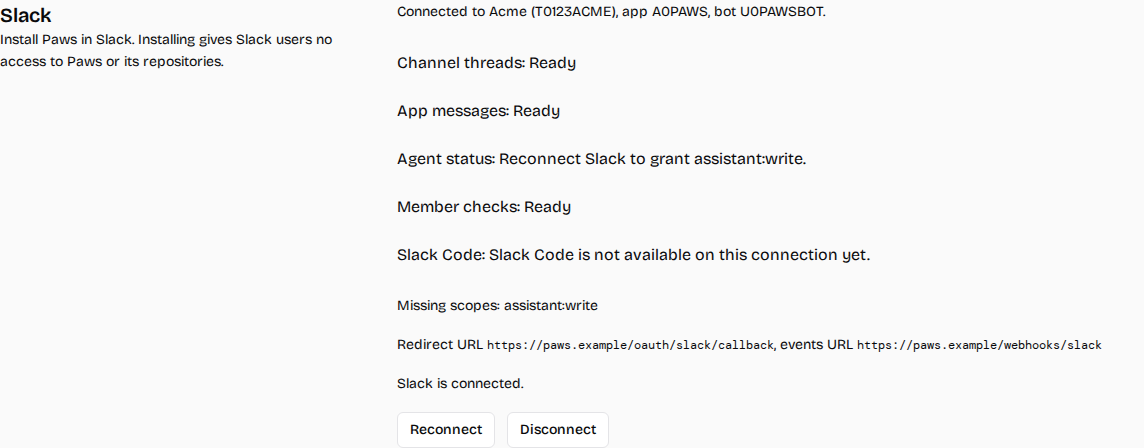 Slack
Install Paws in Slack. Installing gives Slack users no
access to Paws or its repositories.
Connected to Acme (T0123ACME), app A0PAWS, bot U0PAWSBOT.
Channel threads: Ready
App messages: Ready
Agent status: Reconnect Slack to grant assistant:write.
Member checks: Ready
Slack Code: Slack Code is not available on this connection yet.
Missing scopes: assistant:write
Redirect URL https://paws.example/oauth/slack/callback, events URL https://paws.example/webhooks/slack
Slack is connected.
Reconnect Disconnect